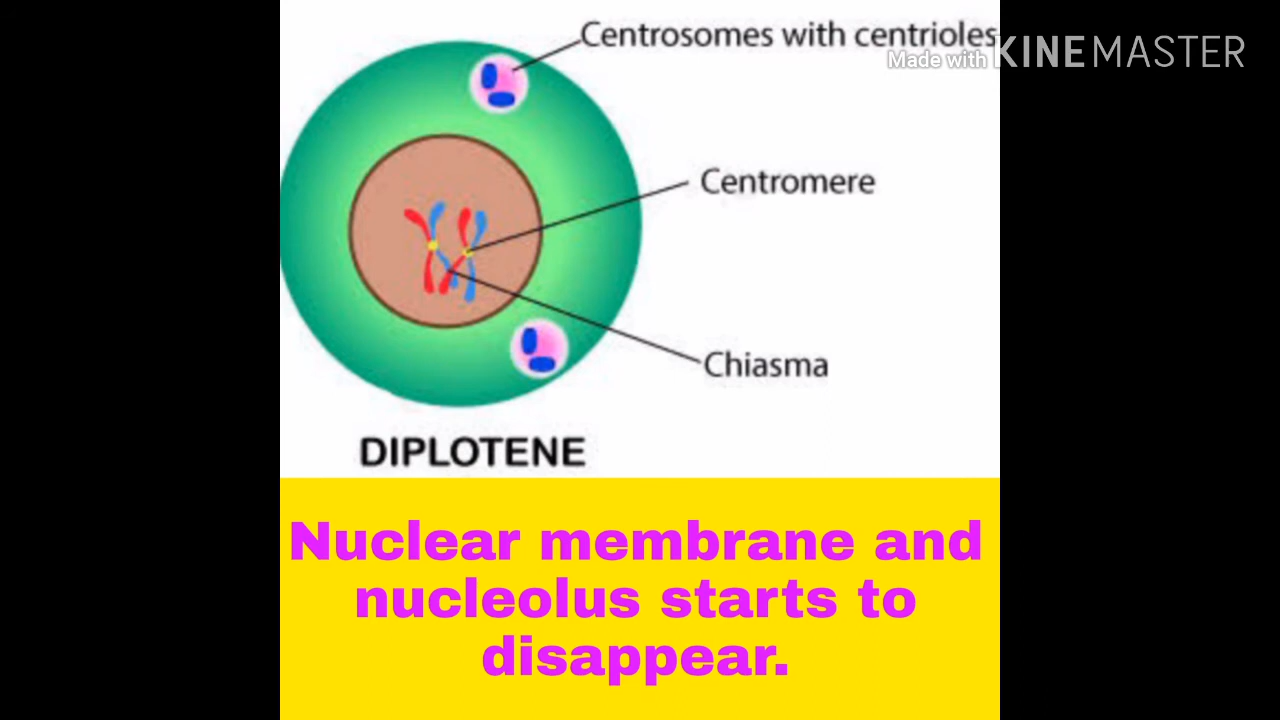 Centrosomes with centrioles
Made with KINEMASTER
Centromere
Chiasma
DIPLOTENE
Nuclear membrane and
nucleolus starts to
disappear.